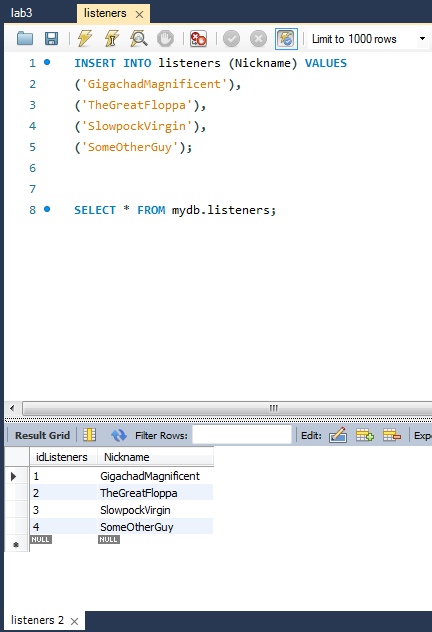 lab3 listeners
Limit to 1000 rows
1 INSERT INTO listeners (Nickname) VALUES
2 ('GigachadMagnificent'),
3 ('TheGreatFloppa'),
4 ('SlowpockVirgin'),
5 ('SomeOtherGuy');
6
7
8 SELECT * FROM mydb.listeners;
Result Grid Filter Rows: Edit: Expo
idListeners Nickname
1 GigachadMagnificent
2 TheGreatFloppa
3 SlowpockVirgin
4 SomeOtherGuy
NULL NULL
listeners 2